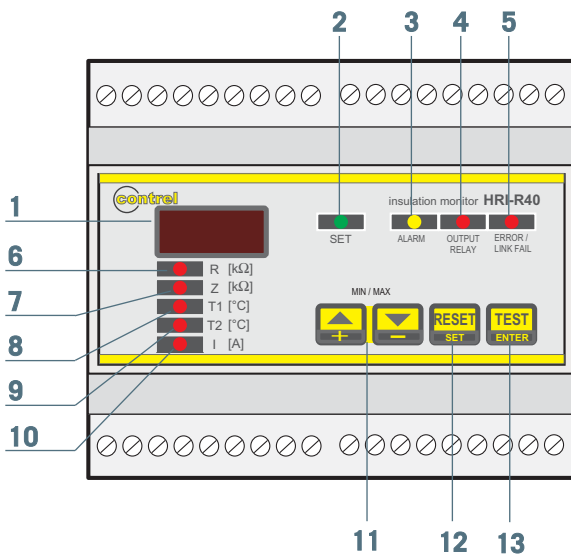 2 3 4 5
contrel
insulation monitor HRI-R40
1
SET ALARM OUTPUT RELAY ERROR / LINK FAIL
6 R [kΩ]
7 Z [kΩ]
8 T1 [°C]
9 T2 [°C]
10 I [A]
MIN / MAX
+ − RESET SET TEST ENTER
11 12 13